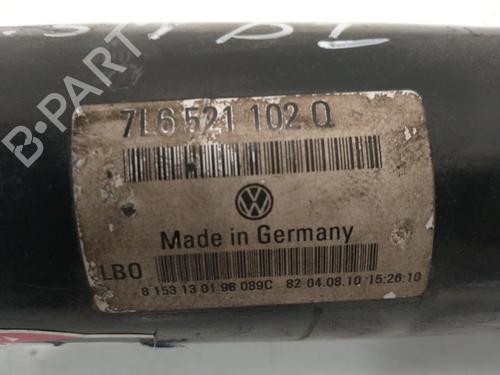 B-PARTS
7L6 521 102 Q
Made in Germany
LBO
8 153 13 01 98 089C 82 04.08.10 15:26:10